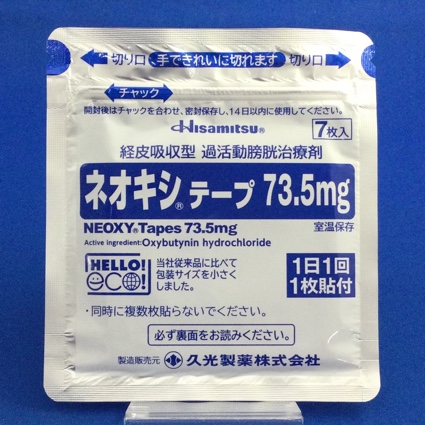 切り口 手できれいに切れます 切り口
チャック
開封後はチャックを合わせ、密封保存し、14日以内に使用してください。
Hisamitsu®
7枚入
経皮吸収型 過活動膀胱治療剤
ネオキシ®テープ 73.5mg
NEOXY®Tapes 73.5mg
室温保存
Active ingredient:Oxybutynin hydrochloride
HELLO!
eco!
当社従来品に比べて
包装サイズを小さく
しました。
1日1回
1枚貼付
・同時に複数枚貼らないでください。
必ず裏面をお読みください。
製造販売元 久光製薬株式会社